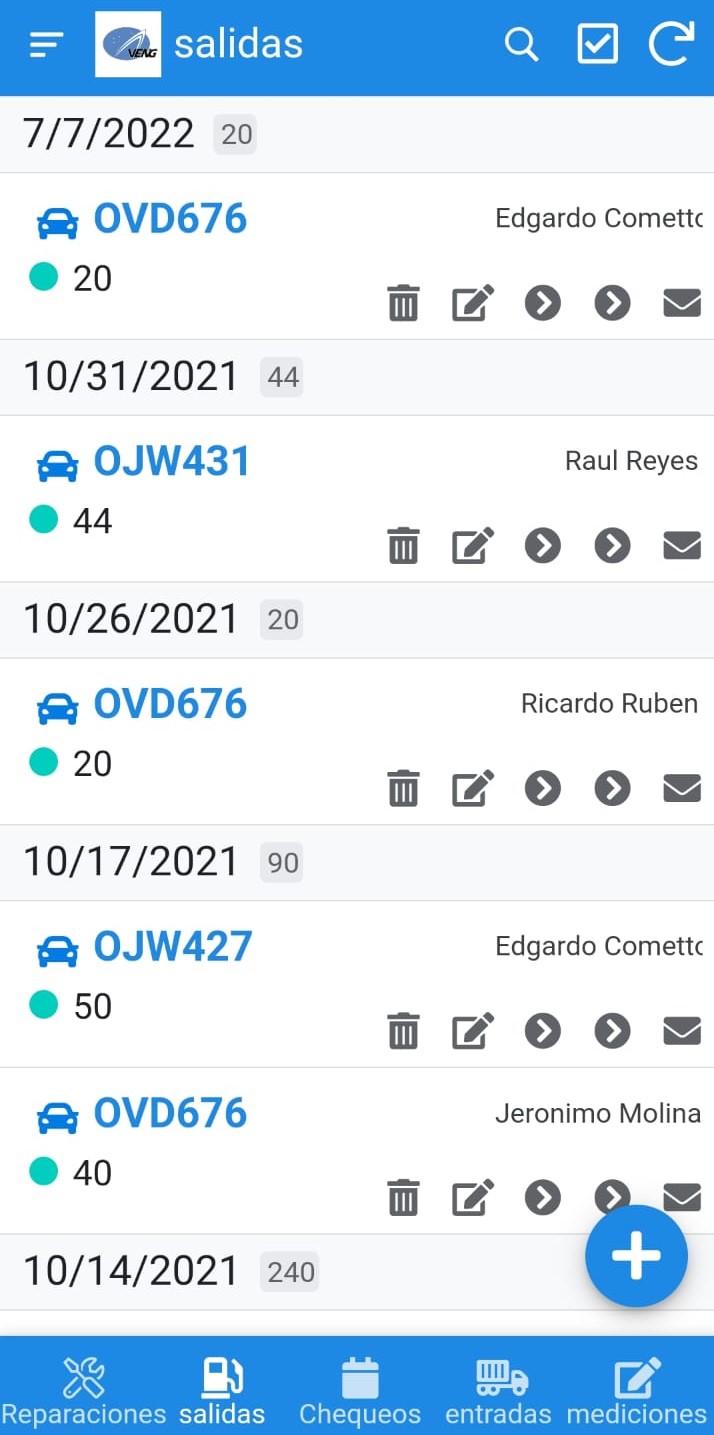 VENG
salidas
7/7/2022 20
OVD676 Edgardo Cometto
20
10/31/2021 44
OJW431 Raul Reyes
44
10/26/2021 20
OVD676 Ricardo Ruben
20
10/17/2021 90
OJW427 Edgardo Cometto
50
OVD676 Jeronimo Molina
40
10/14/2021 240
Reparaciones salidas Chequeos entradas mediciones